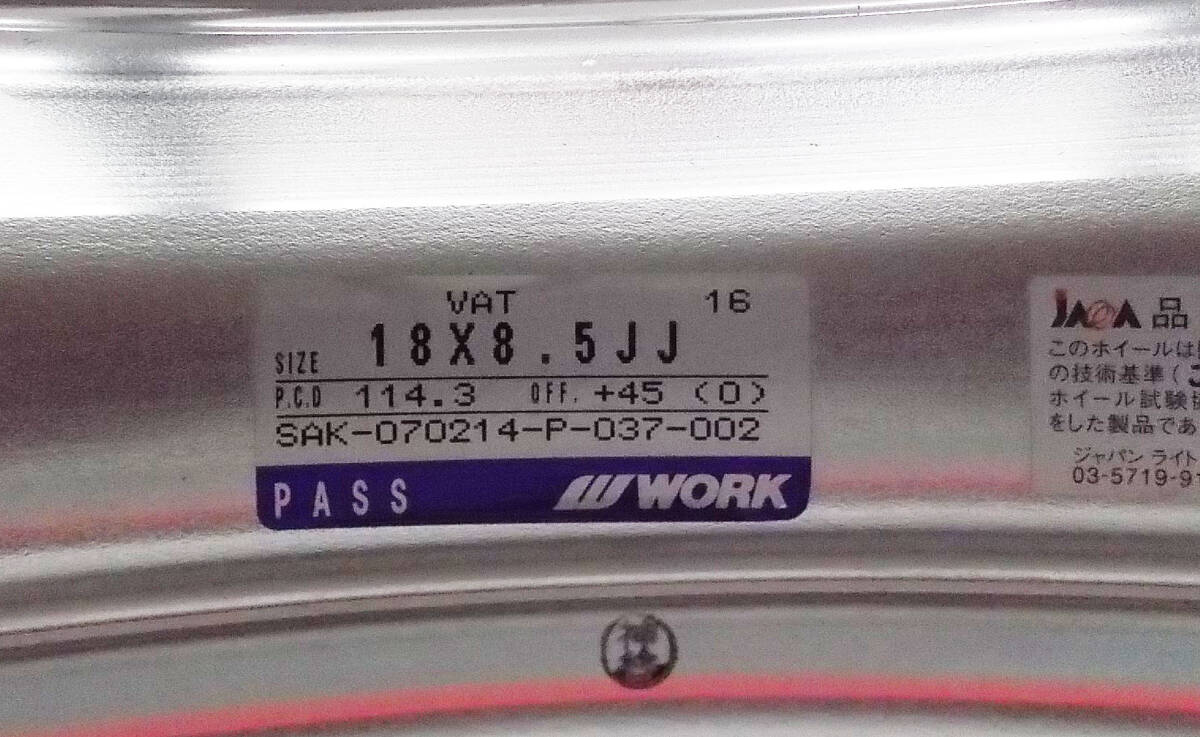 VAT 16
SIZE 18X8.5JJ
P.C.D 114.3 OFF. +45 (0)
SAK-070214-P-037-002
PASS WORK
JAWA 品
このホイールは
の技術基準(
ホイール試験
をした製品であ
ジャパン ライト
03-5719-91